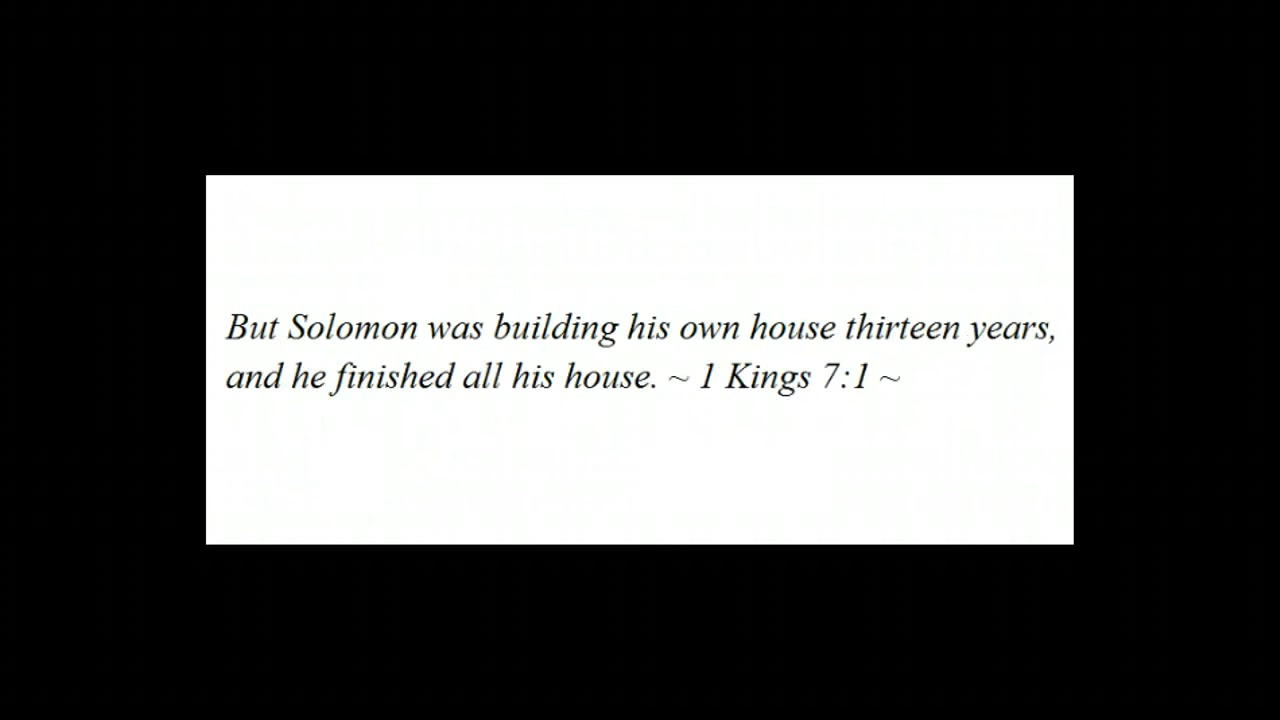 But Solomon was building his own house thirteen years,
and he finished all his house. ~ 1 Kings 7:1 ~